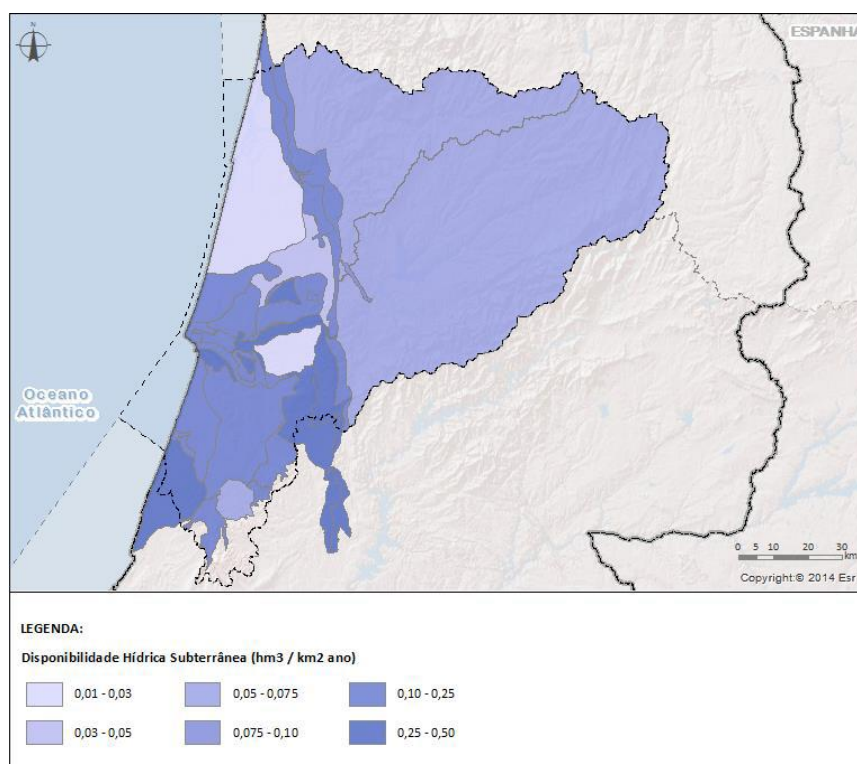 N
ESPANHA
Oceano
Atlântico
0 5 10 20 30
km
Copyright:© 2014 Esr
LEGENDA:
Disponibilidade Hídrica Subterrânea (hm3 / km2 ano)
0,01 - 0,03 0,05 - 0,075 0,10 - 0,25
0,03 - 0,05 0,075 - 0,10 0,25 - 0,50